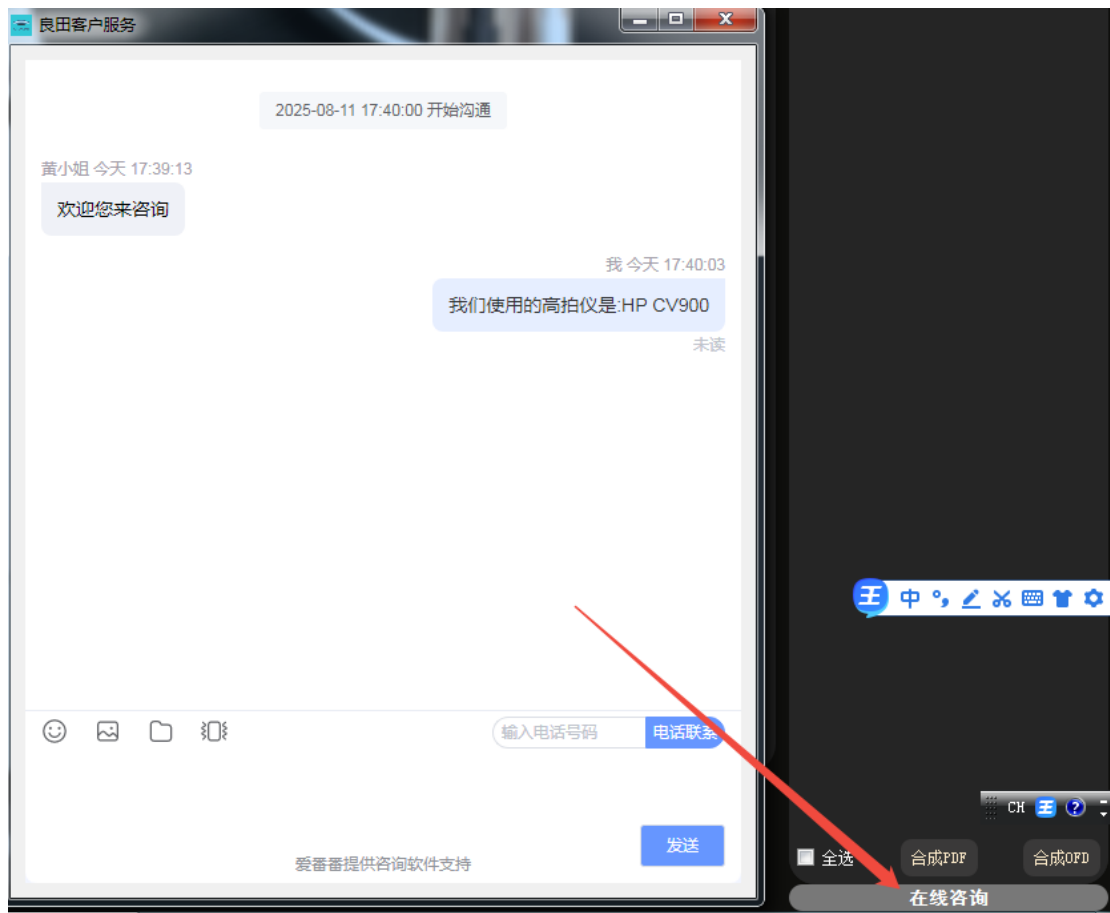 良田客户服务
2025-08-11 17:40:00 开始沟通
黄小姐 今天 17:39:13
欢迎您来咨询
我 今天 17:40:03
我们使用的高拍仪是:HP CV900
未读
王 中
输入电话号码 电话联系
CH 王 ?
发送
爱番番提供咨询软件支持
全选 合成PDF 合成OFD
在线咨询